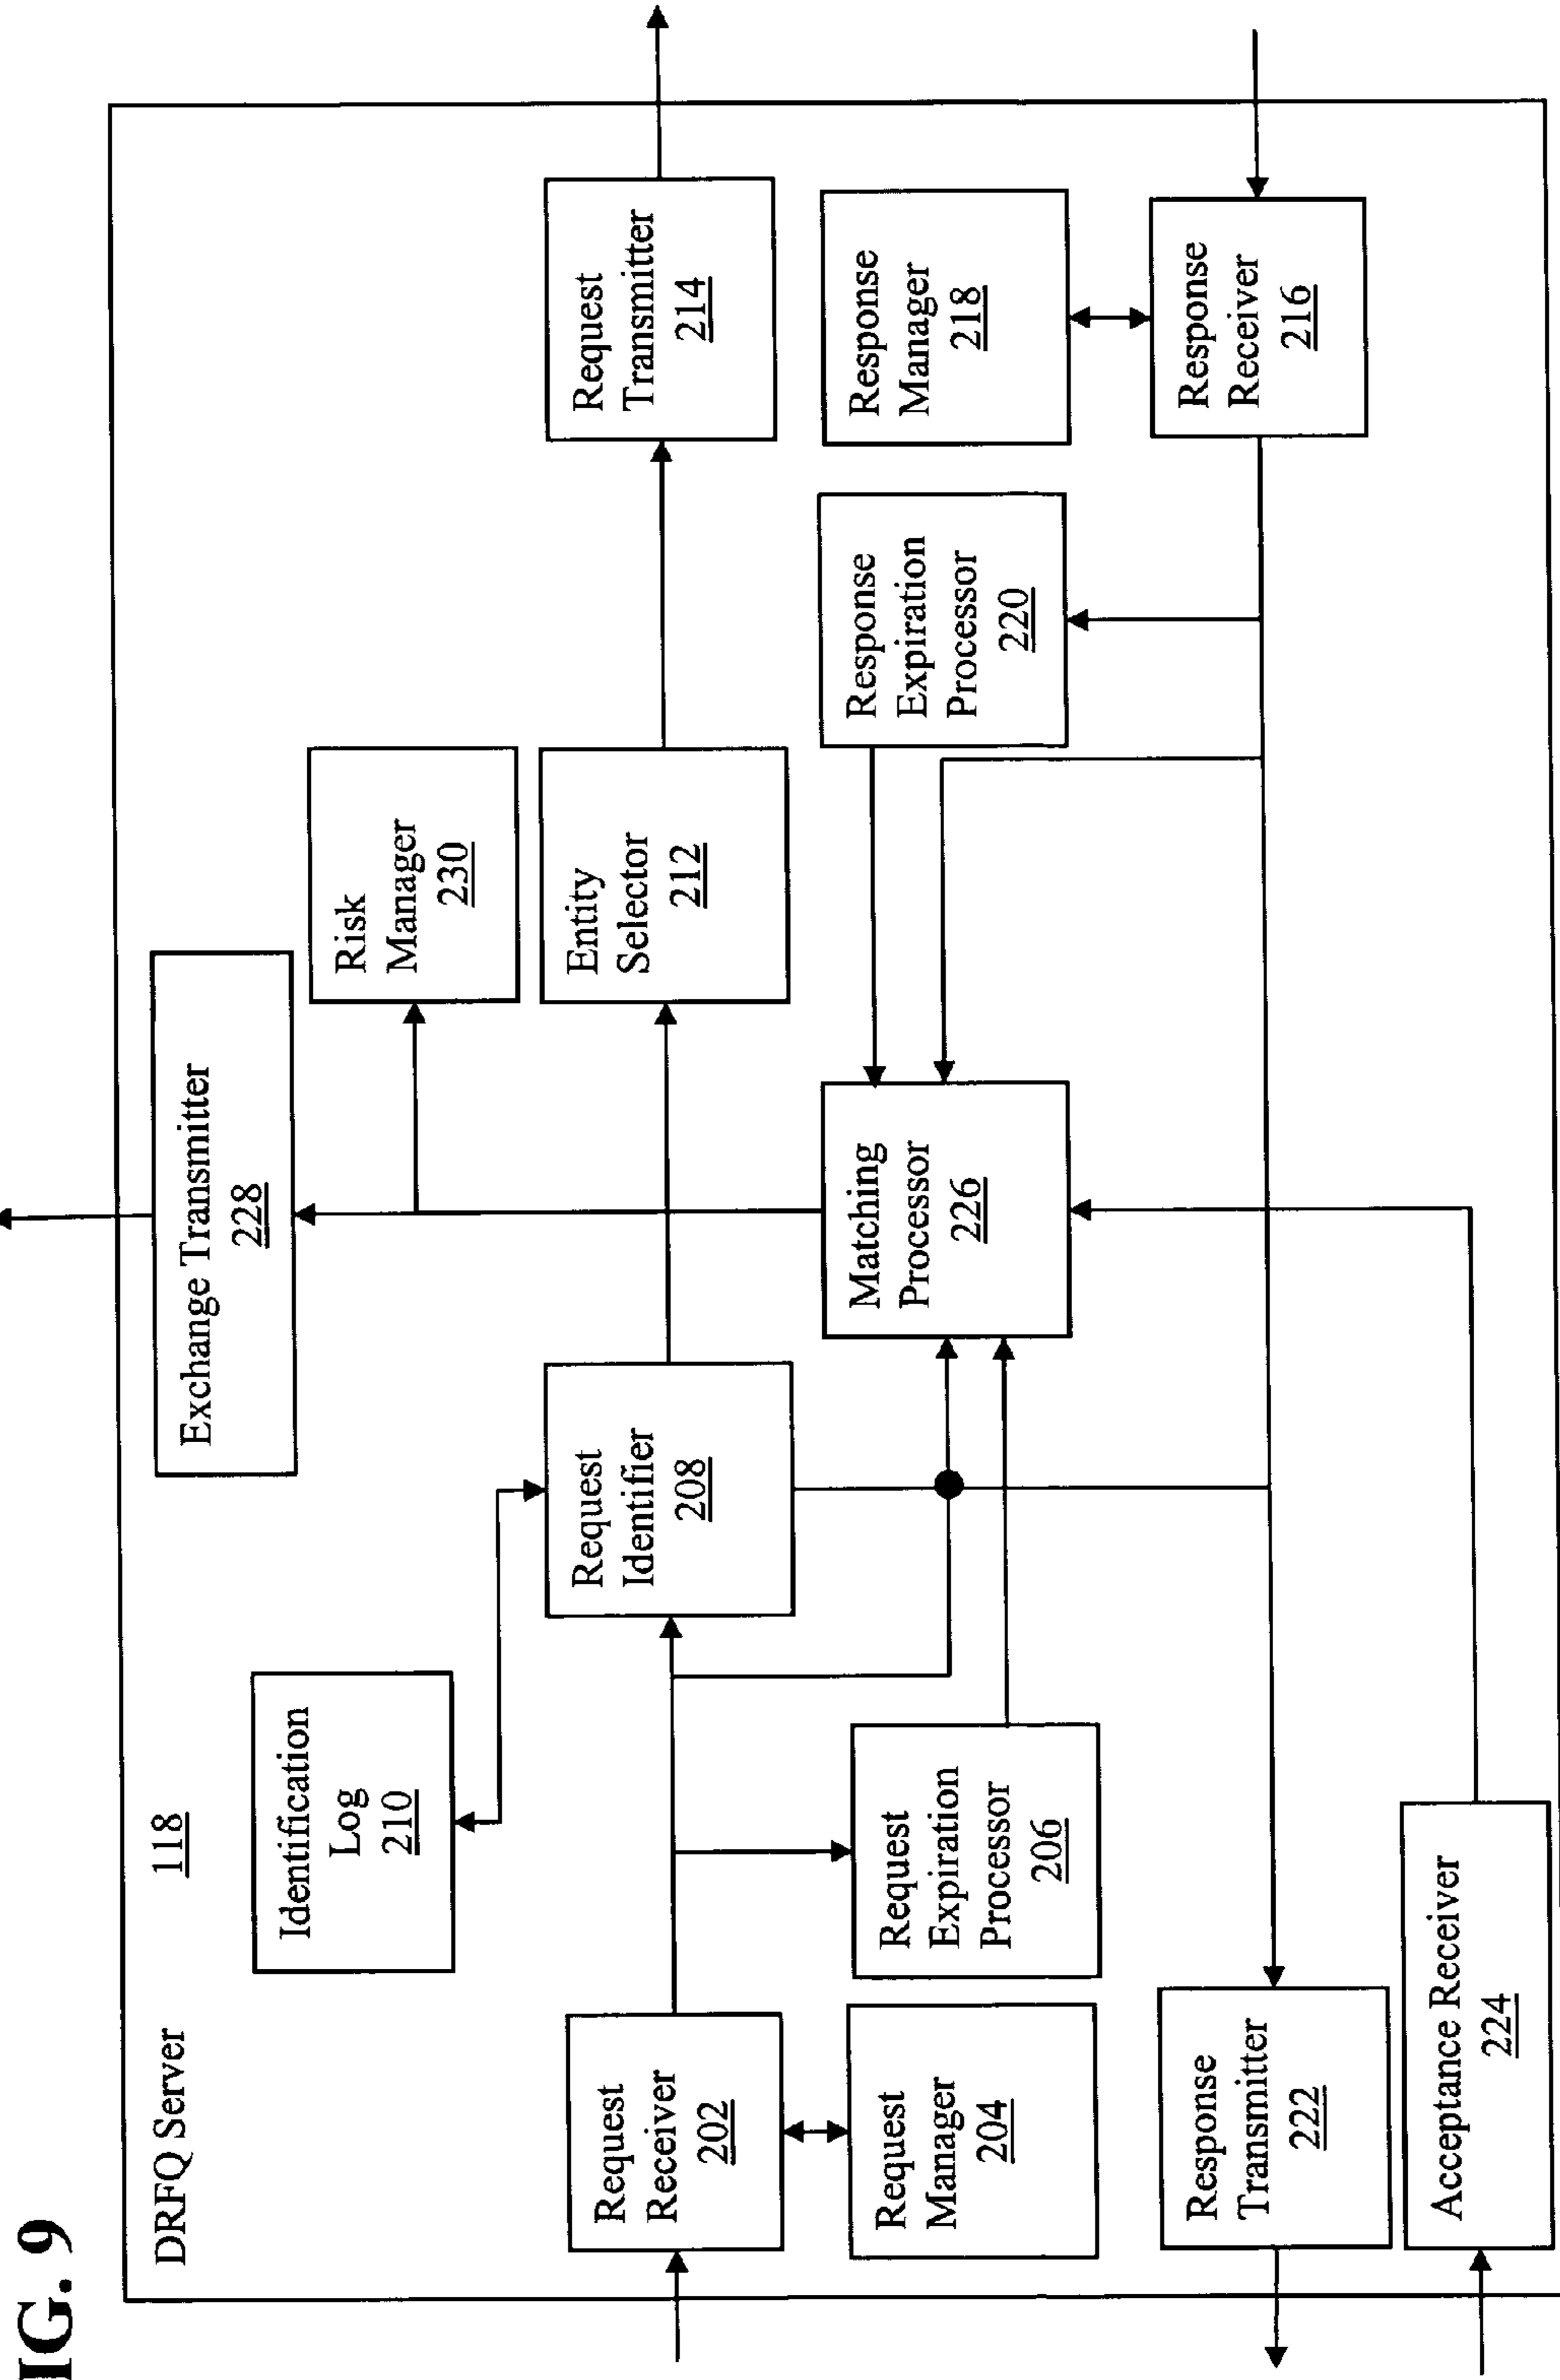 IG. 9
DRFQ Server
118
Exchange Transmitter
228
Identification
Log
210
Risk
Manager
230
Request
Receiver
202
Request
Identifier
208
Entity
Selector
212
Request
Transmitter
214
Request
Manager
204
Request
Expiration
Processor
206
Matching
Processor
226
Response
Expiration
Processor
220
Response
Manager
218
Response
Transmitter
222
Response
Receiver
216
Acceptance Receiver
224